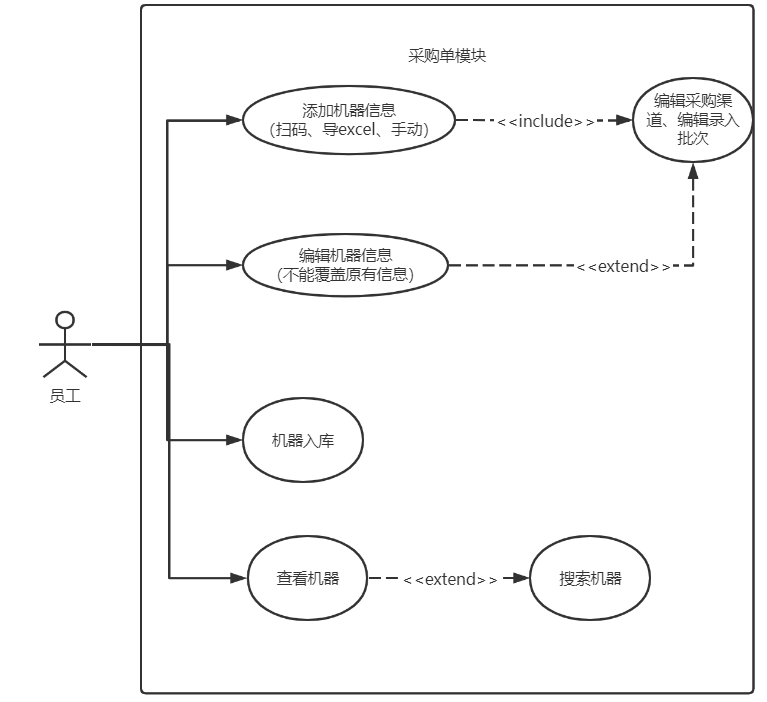 采购单模块
添加机器信息
（扫码、导excel、手动）
<<include>>
编辑采购渠
道、编辑录入
批次
编辑机器信息
（不能覆盖原有信息）
<<extend>>
员工
机器入库
查看机器
<<extend>>
搜索机器